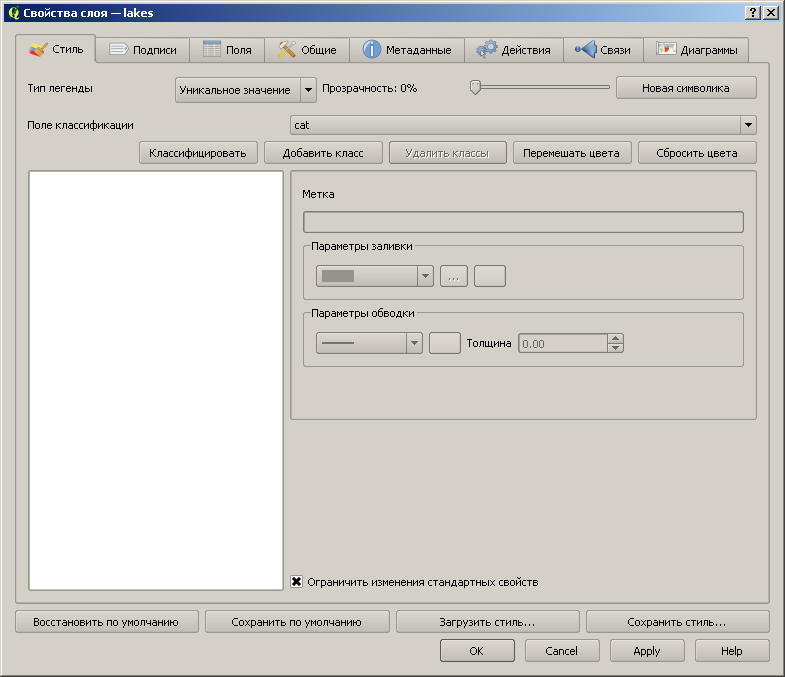 Свойства слоя — lakes
Стиль Подписи Поля Общие Метаданные Действия Связи Диаграммы
Тип легенды Уникальное значение Прозрачность: 0% Новая символика
Поле классификации cat
Классифицировать Добавить класс Удалить классы Перемешать цвета Сбросить цвета
Метка
Параметры заливки
...
Параметры обводки
Толщина 0.00
Ограничить изменения стандартных свойств
Восстановить по умолчанию Сохранить по умолчанию Загрузить стиль... Сохранить стиль...
OK Cancel Apply Help